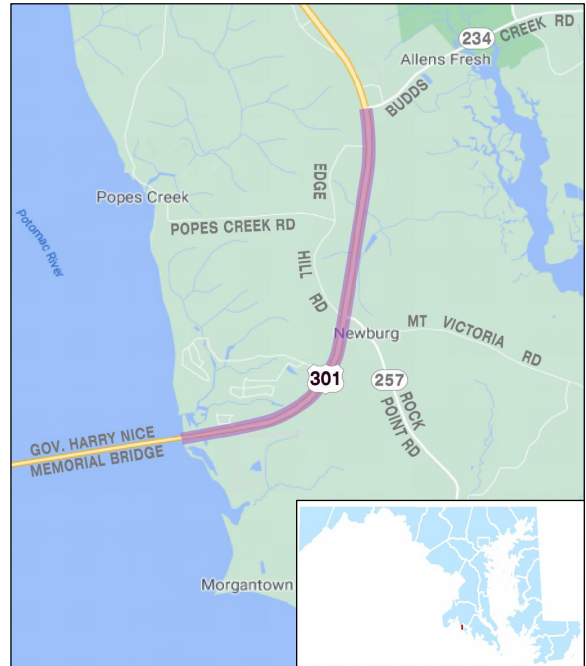 234
CREEK RD
Allens Fresh
BUDDS
EDGE
Popes Creek
POPES CREEK RD
Potomac River
HILL RD
MT VICTORIA RD
Newburg
301
257
ROCK
POINT RD
GOV. HARRY NICE
MEMORIAL BRIDGE
Morgantown